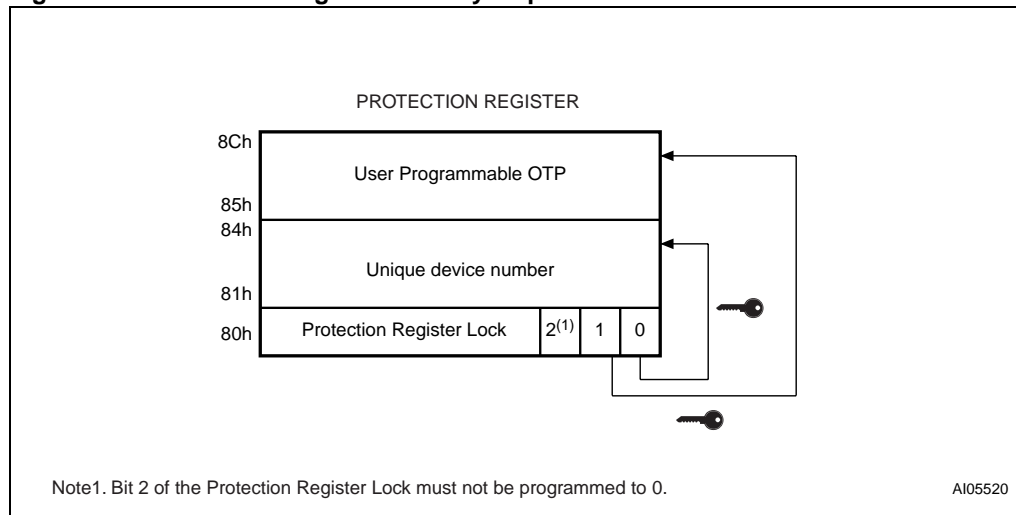 PROTECTION REGISTER
8Ch
User Programmable OTP
85h
84h
Unique device number
81h
80h Protection Register Lock 2(1) 1 0
Note1. Bit 2 of the Protection Register Lock must not be programmed to 0. AI05520